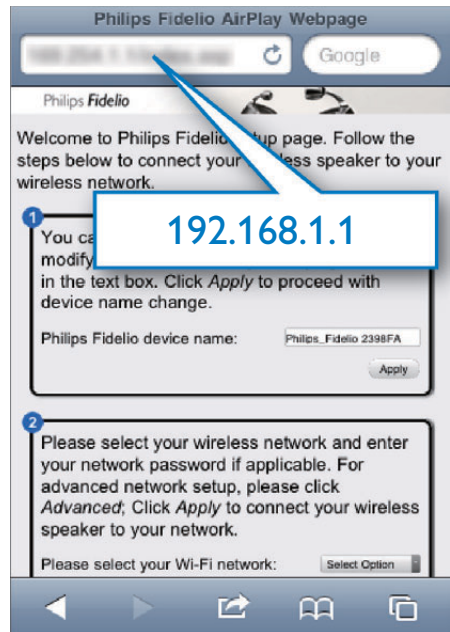 Philips Fidelio AirPlay Webpage
Google
Philips Fidelio
Welcome to Philips Fidelio up page. Follow the
steps below to connect your ess speaker to your
wireless network.
192.168.1.1
1
You
modify
in the text box. Click Apply to proceed with
device name change.
Philips Fidelio device name:
Philips_Fidelio 2398FA
Apply
2
Please select your wireless network and enter
your network password if applicable. For
advanced network setup, please click
Advanced; Click Apply to connect your wireless
speaker to your network.
Please select your Wi-Fi network:
Select Option